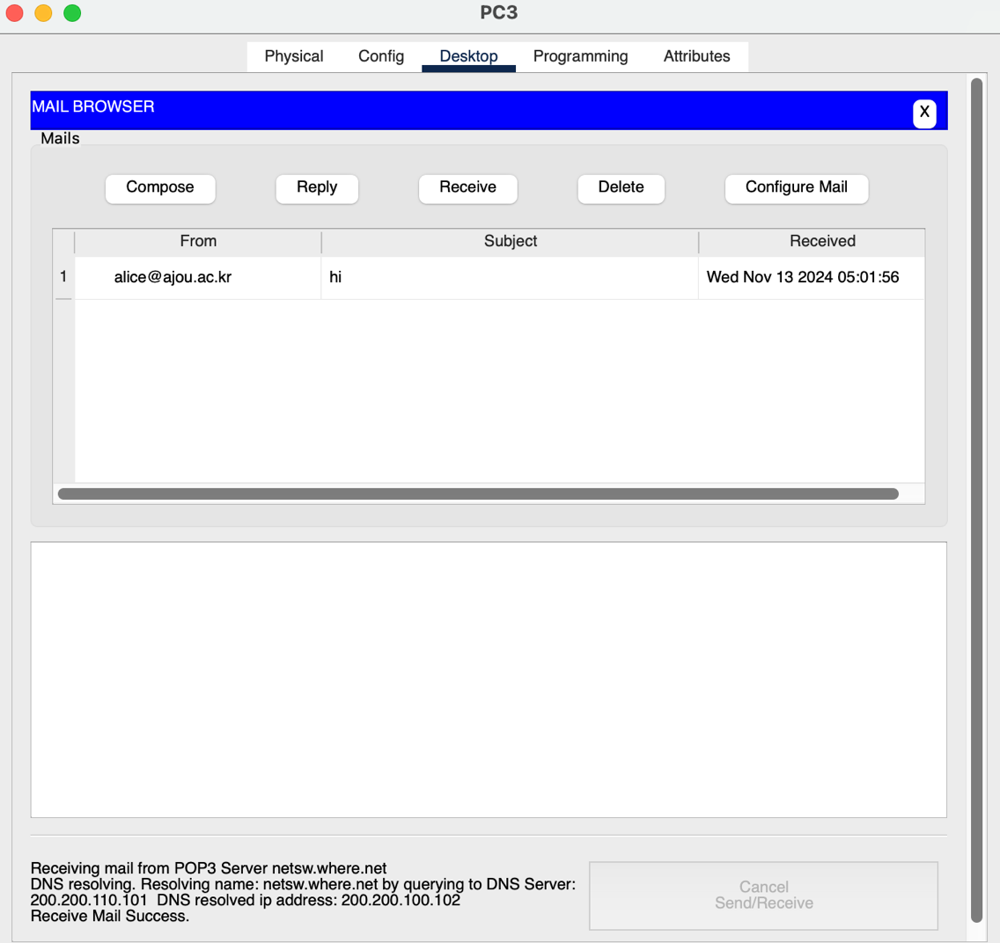 PC3
Physical Config Desktop Programming Attributes
MAIL BROWSER X
Mails
Compose Reply Receive Delete Configure Mail
From Subject Received
1 alice@ajou.ac.kr hi Wed Nov 13 2024 05:01:56
Receiving mail from POP3 Server netsw.where.net
DNS resolving. Resolving name: netsw.where.net by querying to DNS Server:
200.200.110.101  DNS resolved ip address: 200.200.100.102
Receive Mail Success.
Cancel
Send/Receive